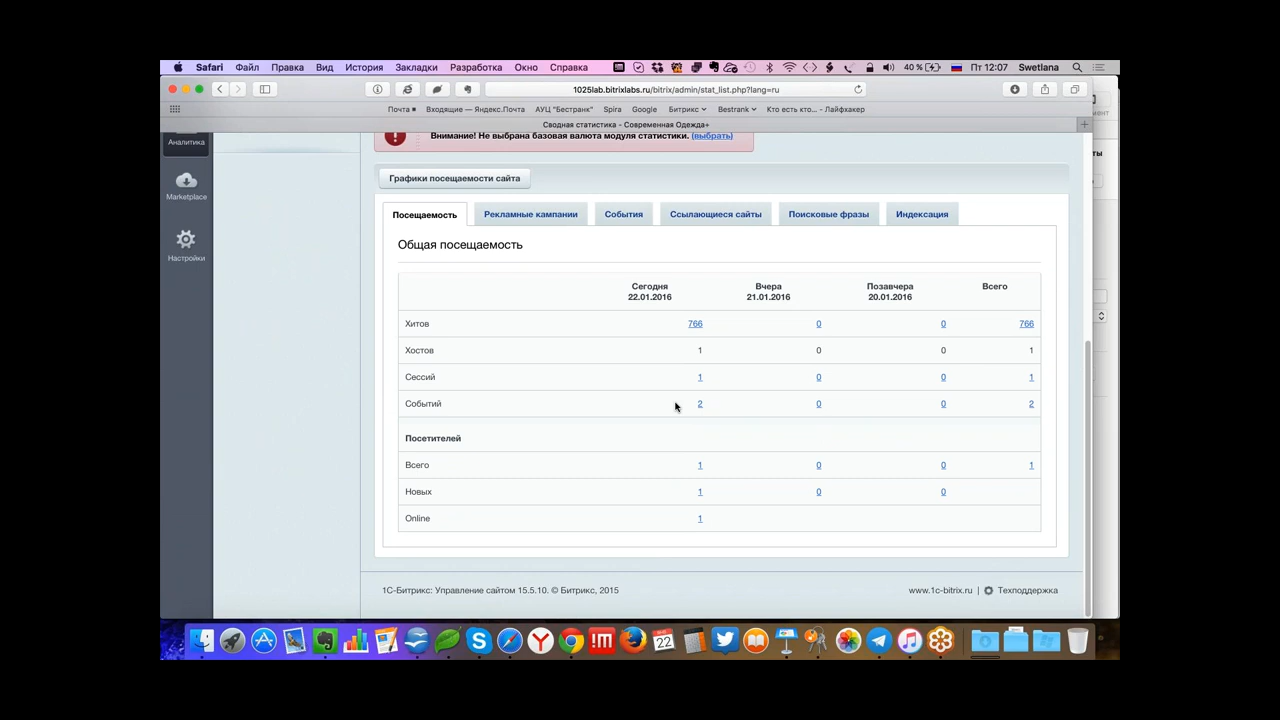 Safari Файл Правка Вид История Закладки Разработка Окно Справка 40 % Пт 12:07 Swetlana
1025lab.bitrixlabs.ru/bitrix/admin/stat_list.php?lang=ru
Почта Входящие — Яндекс.Почта АУЦ "Бестранк" Spira Google Битрикс Bestrank Кто есть кто... - Лайфхакер
Сводная статистика - Современная Одежда+
Внимание! Не выбрана базовая валюта модуля статистики. (выбрать)
Аналитика
Marketplace
Настройки
Графики посещаемости сайта
Посещаемость Рекламные кампании События Ссылающиеся сайты Поисковые фразы Индексация
Общая посещаемость
Сегодня Вчера Позавчера Всего
22.01.2016 21.01.2016 20.01.2016
Хитов 766 0 0 766
Хостов 1 0 0 1
Сессий 1 0 0 1
Событий 2 0 0 2
Посетителей
Всего 1 0 0 1
Новых 1 0 0
Online 1
1С-Битрикс: Управление сайтом 15.5.10. © Битрикс, 2015 www.1c-bitrix.ru | Техподдержка
22